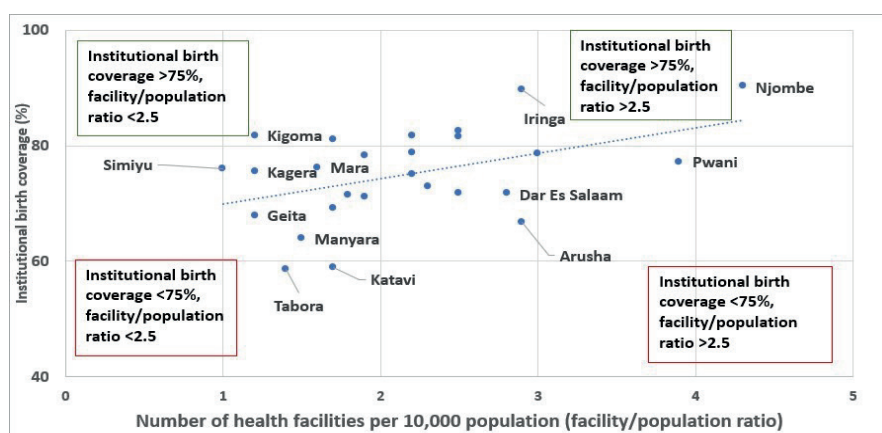 100
80
60
40
Institutional birth coverage (%)
Institutional birth
coverage >75%,
facility/population
ratio <2.5
Institutional birth
coverage >75%,
facility/population
ratio >2.5
Iringa
Njombe
Kigoma
Simiyu
Kagera
Mara
Pwani
Geita
Dar Es Salaam
Manyara
Arusha
Katavi
Tabora
Institutional birth
coverage <75%,
facility/population
ratio <2.5
Institutional birth
coverage <75%,
facility/population
ratio >2.5
0 1 2 3 4 5
Number of health facilities per 10,000 population (facility/population ratio)